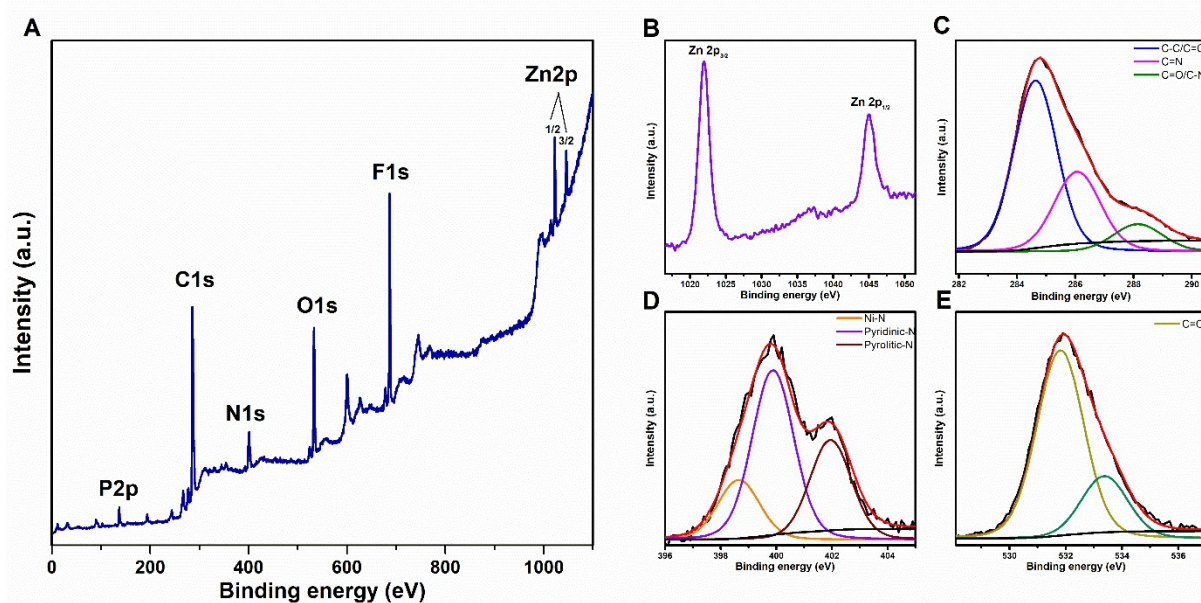 A
Intensity (a.u.)
P2p
C1s
N1s
O1s
F1s
Zn2p
1/2
3/2
0
200
400
600
800
1000
Binding energy (eV)
B
Intensity (a.u.)
Zn 2p3/2
Zn 2p1/2
1020
1025
1030
1035
1040
1045
1050
Binding energy (eV)
C
Intensity (a.u.)
C-C/C=C
C=N
C=O/C-N
282
284
286
288
290
Binding energy (eV)
D
Intensity (a.u.)
Ni-N
Pyridinic-N
Pyrolitic-N
396
398
400
402
404
Binding energy (eV)
E
Intensity (a.u.)
530
532
534
536
Binding energy (eV)